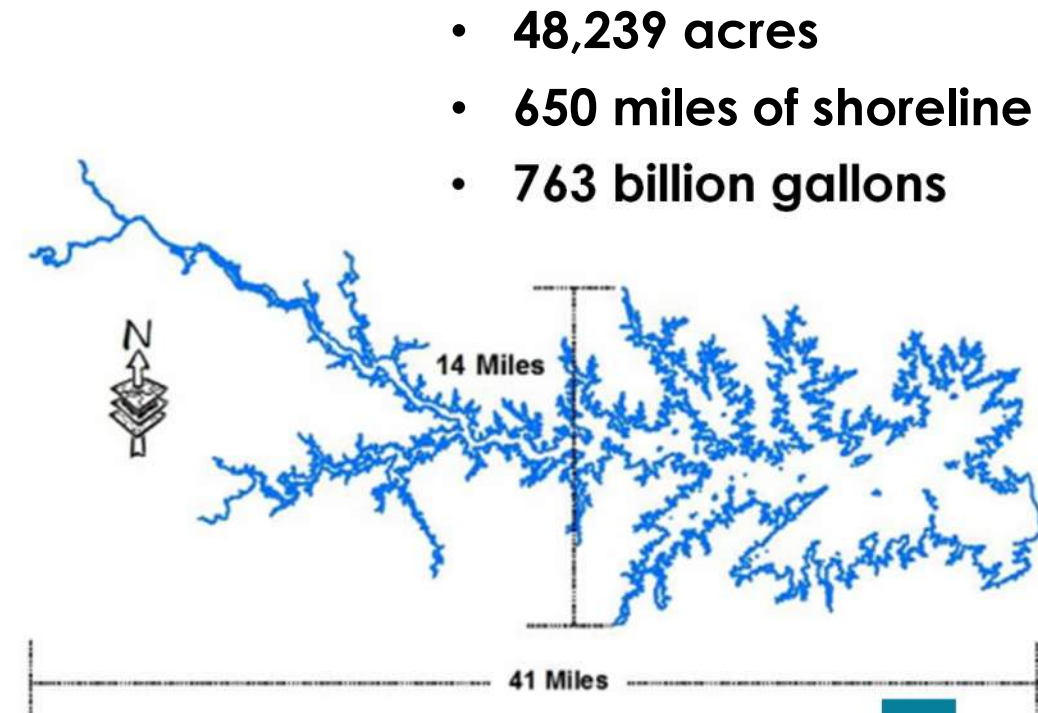 • 48,239 acres
• 650 miles of shoreline
• 763 billion gallons
N
14 Miles
41 Miles